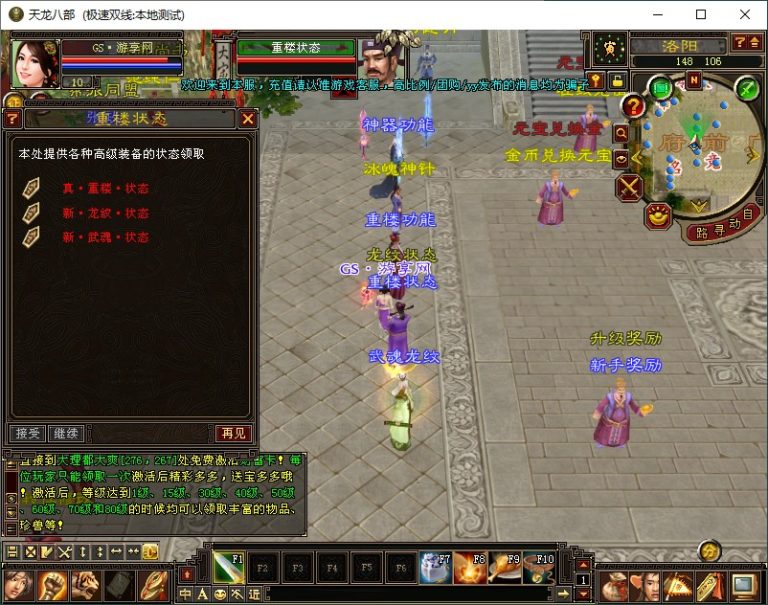 天龙八部 (极速双线:本地测试)
GS·游享网
10
重楼状态
洛阳
148 106
欢迎来到本服,充值请认准游戏客服,高比例/团购/yy发布的消息均为骗子
N
自动寻路
重楼状态
本处提供各种高级装备的状态领取
真·重楼·状态
新·龙纹·状态
新·武魂·状态
接受
继续
再见
神器功能
冰魄神针
重楼功能
龙纹状态
GS·游享网
重楼状态
武魂龙纹
元宝兑换金
金币兑换元宝
升级奖励
新手奖励
直接到大理都大爽[276,267]处免费激活财富卡!每
位玩家只能领取一次激活后精彩多多,送宝多多哦
!激活后,等级达到1级、15级、30级、40级、50级
、60级、70级和80级的时候均可以领取丰富的物品、
珍兽等!
F1
F2
F3
F4
F5
F6
F7
F8
F9
F10
1
中
A
近